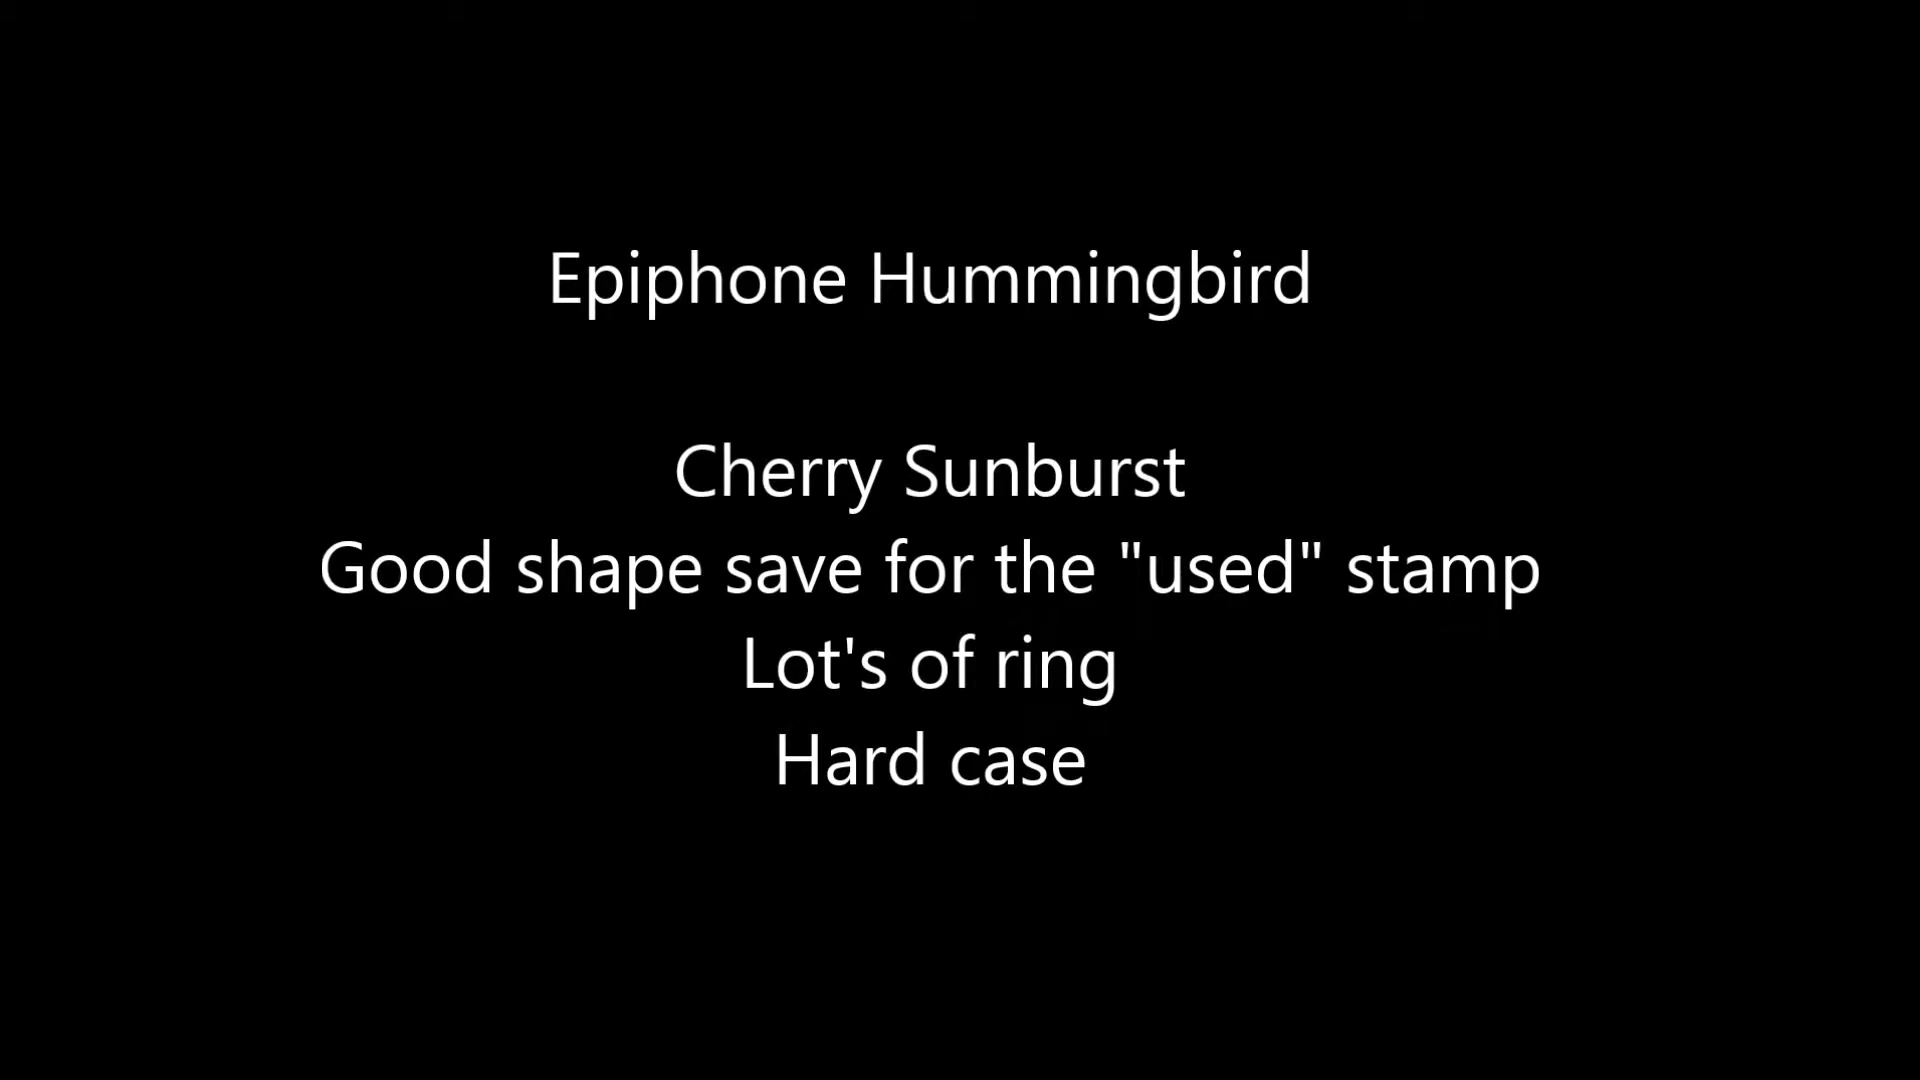 Epiphone Hummingbird
Cherry Sunburst
Good shape save for the "used" stamp
Lot's of ring
Hard case